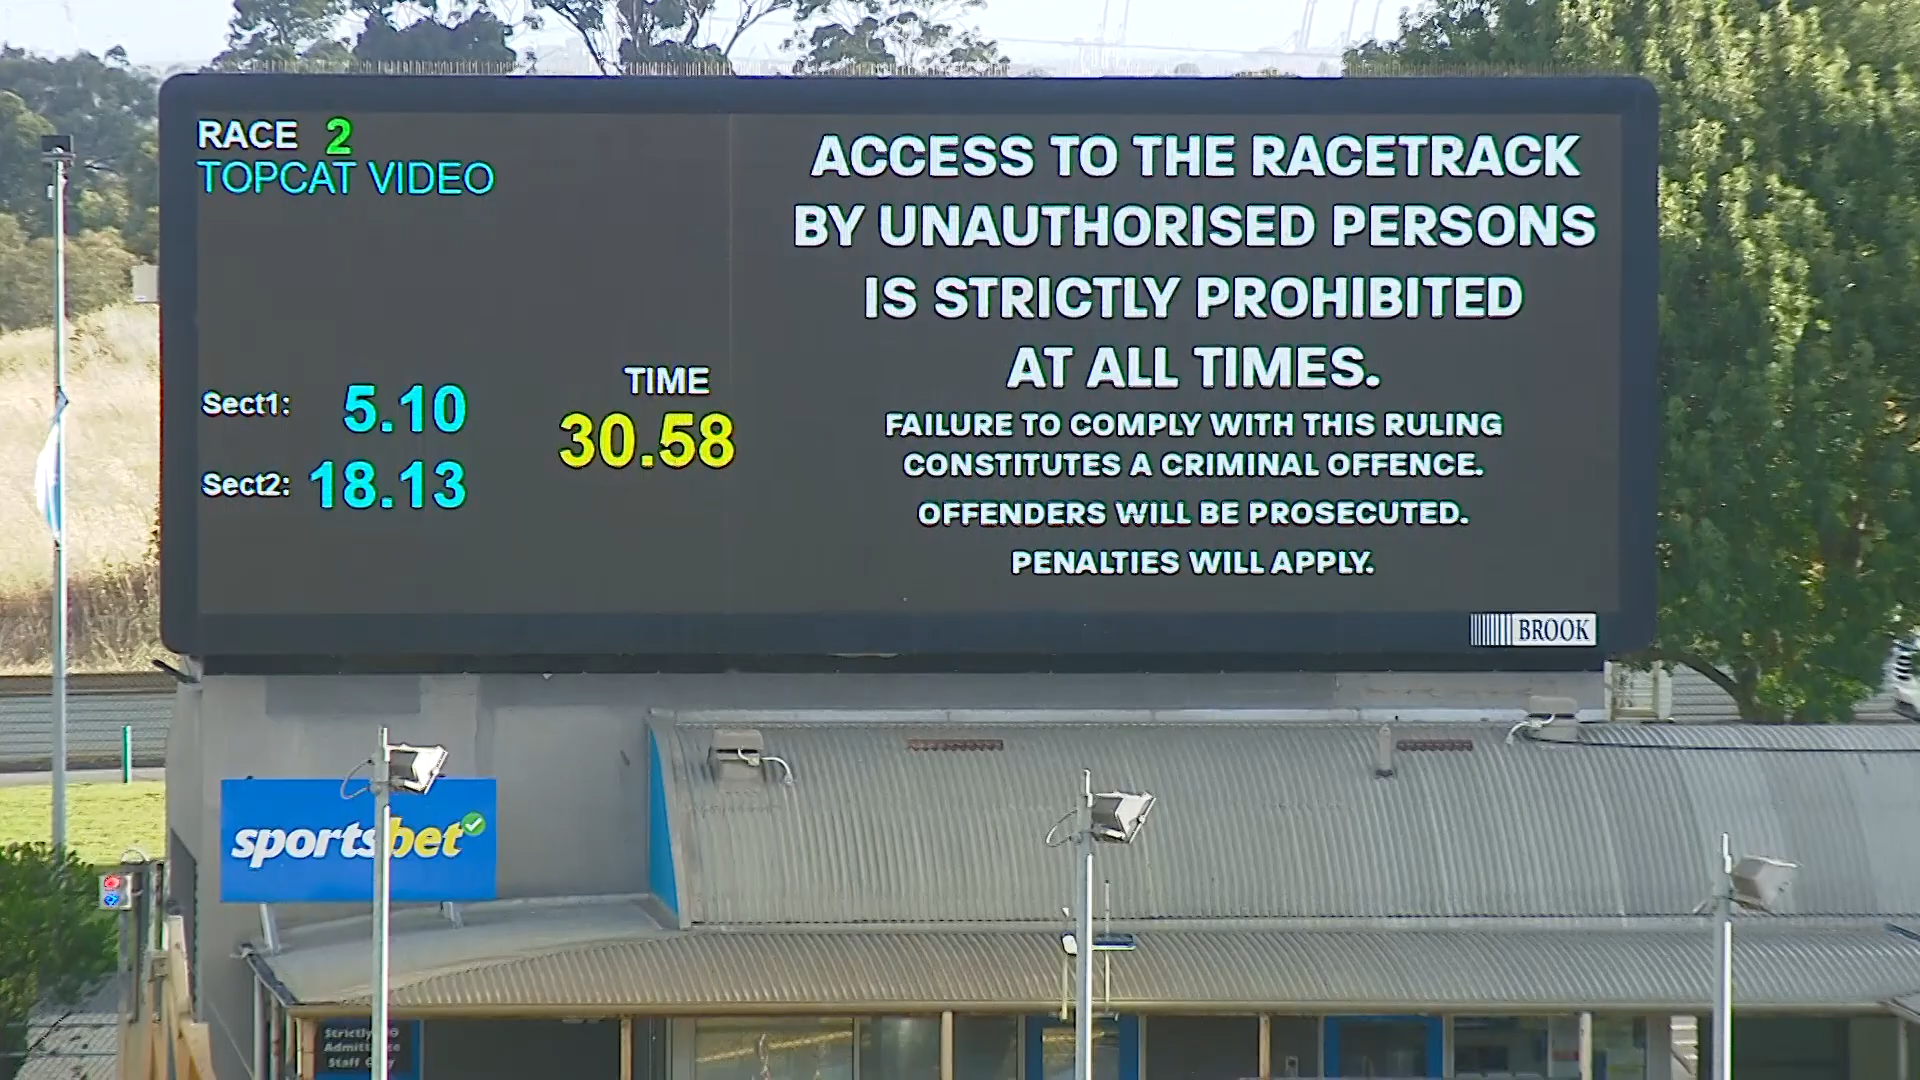 RACE 2
TOPCAT VIDEO
Sect1: 5.10
Sect2: 18.13
TIME
30.58
ACCESS TO THE RACETRACK
BY UNAUTHORISED PERSONS
IS STRICTLY PROHIBITED
AT ALL TIMES.
FAILURE TO COMPLY WITH THIS RULING
CONSTITUTES A CRIMINAL OFFENCE.
OFFENDERS WILL BE PROSECUTED.
PENALTIES WILL APPLY.
BROOK
sportsbet
Strictly
Staff